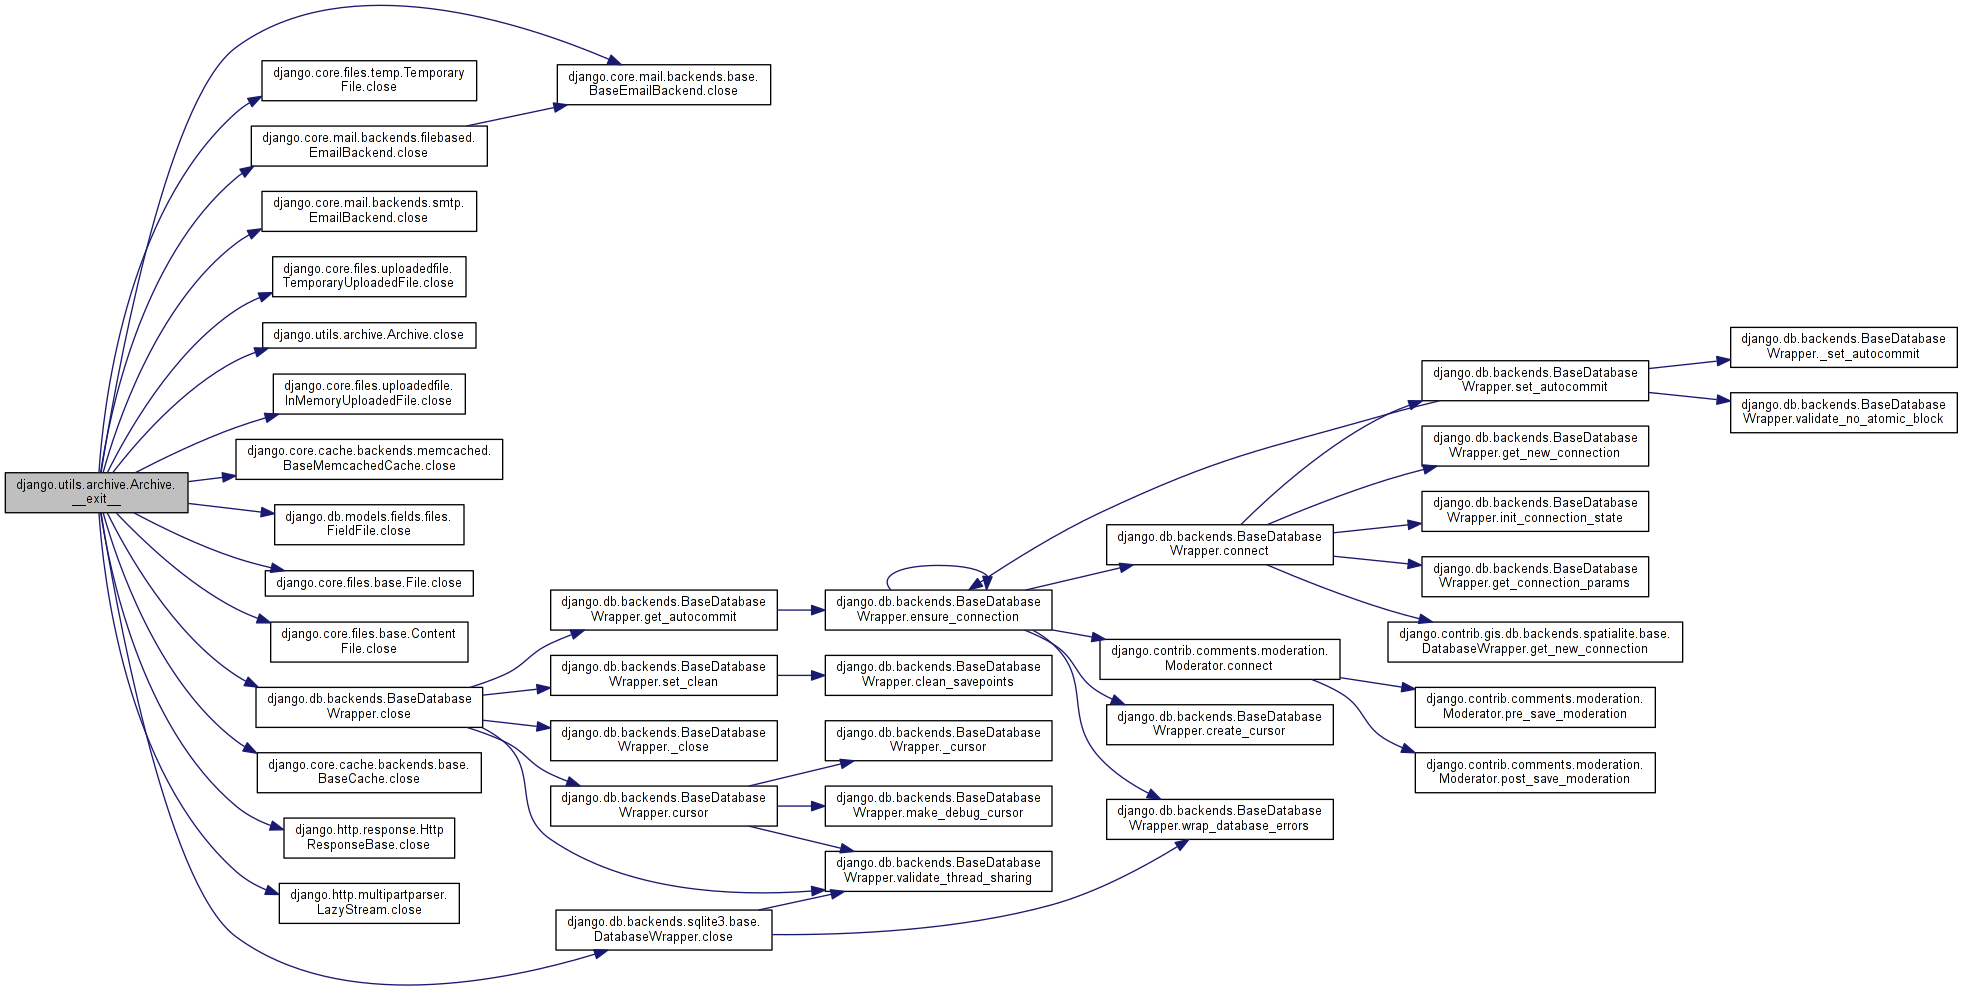 django.utils.archive.Archive.
__exit__
django.core.files.temp.Temporary
File.close
django.core.mail.backends.filebased.
EmailBackend.close
django.core.mail.backends.smtp.
EmailBackend.close
django.core.files.uploadedfile.
TemporaryUploadedFile.close
django.utils.archive.Archive.close
django.core.files.uploadedfile.
InMemoryUploadedFile.close
django.core.cache.backends.memcached.
BaseMemcachedCache.close
django.db.models.fields.files.
FieldFile.close
django.core.files.base.File.close
django.core.files.base.Content
File.close
django.db.backends.BaseDatabase
Wrapper.close
django.core.cache.backends.base.
BaseCache.close
django.http.response.Http
ResponseBase.close
django.http.multipartparser.
LazyStream.close
django.core.mail.backends.base.
BaseEmailBackend.close
django.db.backends.BaseDatabase
Wrapper.get_autocommit
django.db.backends.BaseDatabase
Wrapper.set_clean
django.db.backends.BaseDatabase
Wrapper._close
django.db.backends.BaseDatabase
Wrapper.cursor
django.db.backends.sqlite3.base.
DatabaseWrapper.close
django.db.backends.BaseDatabase
Wrapper.ensure_connection
django.db.backends.BaseDatabase
Wrapper.clean_savepoints
django.db.backends.BaseDatabase
Wrapper._cursor
django.db.backends.BaseDatabase
Wrapper.make_debug_cursor
django.db.backends.BaseDatabase
Wrapper.validate_thread_sharing
django.db.backends.BaseDatabase
Wrapper.connect
django.contrib.comments.moderation.
Moderator.connect
django.db.backends.BaseDatabase
Wrapper.create_cursor
django.db.backends.BaseDatabase
Wrapper.wrap_database_errors
django.db.backends.BaseDatabase
Wrapper.set_autocommit
django.db.backends.BaseDatabase
Wrapper.get_new_connection
django.db.backends.BaseDatabase
Wrapper.init_connection_state
django.db.backends.BaseDatabase
Wrapper.get_connection_params
django.contrib.gis.db.backends.spatialite.base.
DatabaseWrapper.get_new_connection
django.contrib.comments.moderation.
Moderator.pre_save_moderation
django.contrib.comments.moderation.
Moderator.post_save_moderation
django.db.backends.BaseDatabase
Wrapper._set_autocommit
django.db.backends.BaseDatabase
Wrapper.validate_no_atomic_block